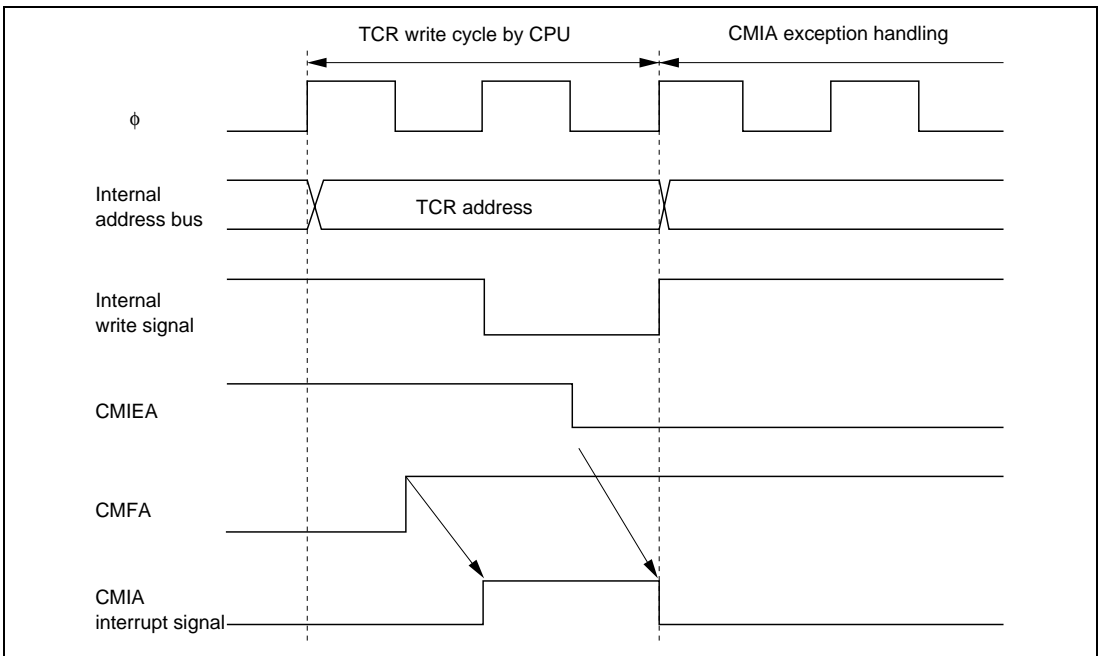 TCR write cycle by CPU
CMIA exception handling
ϕ
Internal
address bus
TCR address
Internal
write signal
CMIEA
CMFA
CMIA
interrupt signal